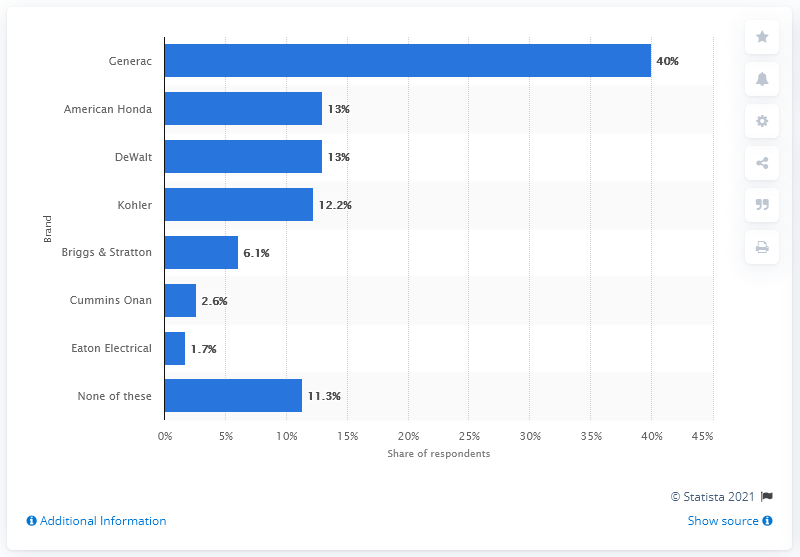 Brand
Generac 40%
American Honda 13%
DeWalt 13%
Kohler 12.2%
Briggs & Stratton 6.1%
Cummins Onan 2.6%
Eaton Electrical 1.7%
None of these 11.3%
0% 5% 10% 15% 20% 25% 30% 35% 40% 45%
Share of respondents
© Statista 2021
Additional Information Show source